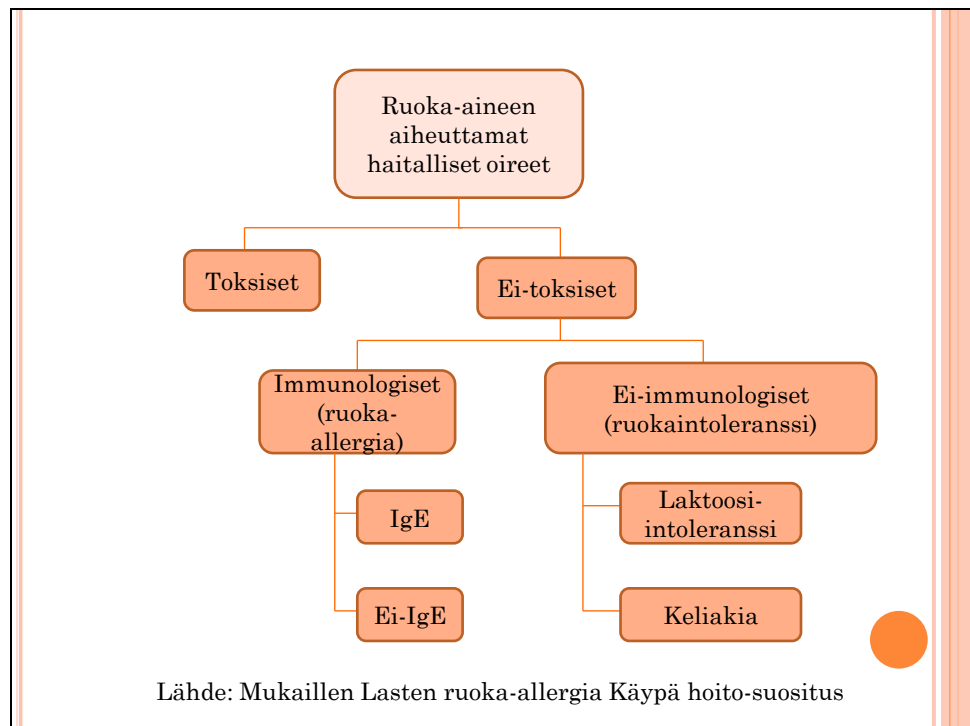 Ruoka-aineen
aiheuttamat
haitalliset oireet
Toksiset
Ei-toksiset
Immunologiset
(ruoka-
allergia)
Ei-immunologiset
(ruokaintoleranssi)
IgE
Laktoosi-
intoleranssi
Ei-IgE
Keliakia
Lähde: Mukaillen Lasten ruoka-allergia Käypä hoito-suositus